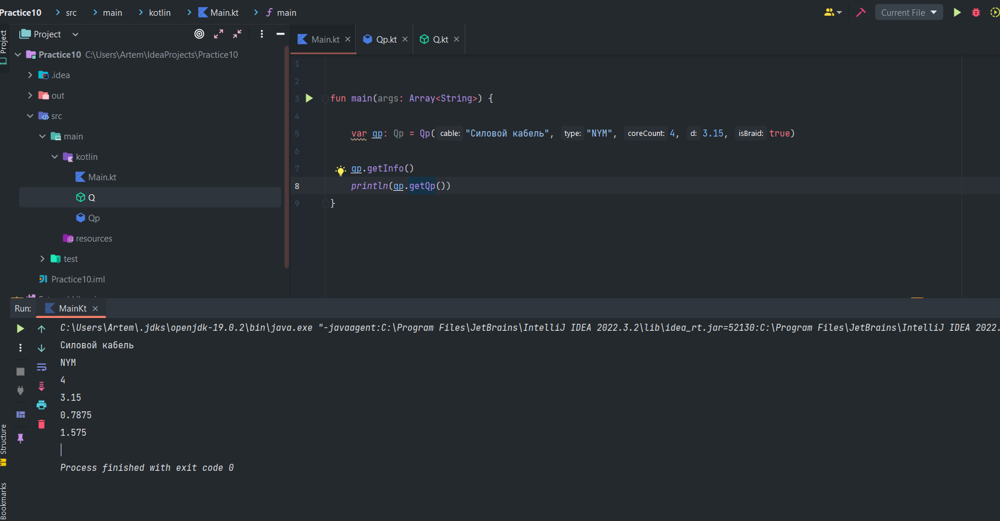 Practice10 > src > main > kotlin > Main.kt > main
Current File
Project
Project
Main.kt
Qp.kt
Q.kt
Practice10 C:\Users\Artem\IdeaProjects\Practice10
.idea
out
src
main
kotlin
Main.kt
Q
Qp
resources
test
Practice10.iml
1
2
3 fun main(args: Array<String>) {
4
5 var qp: Qp = Qp( cable: "Силовой кабель", type: "NYM", coreCount: 4, d: 3.15, isBraid: true)
6
7 qp.getInfo()
8 println(qp.getQp())
9 }
Run: MainKt
C:\Users\Artem\.jdks\openjdk-19.0.2\bin\java.exe "-javaagent:C:\Program Files\JetBrains\IntelliJ IDEA 2022.3.2\lib\idea_rt.jar=52130:C:\Program Files\JetBrains\IntelliJ IDEA 2022.
Силовой кабель
NYM
4
3.15
0.7875
1.575
Process finished with exit code 0
Structure
Bookmarks